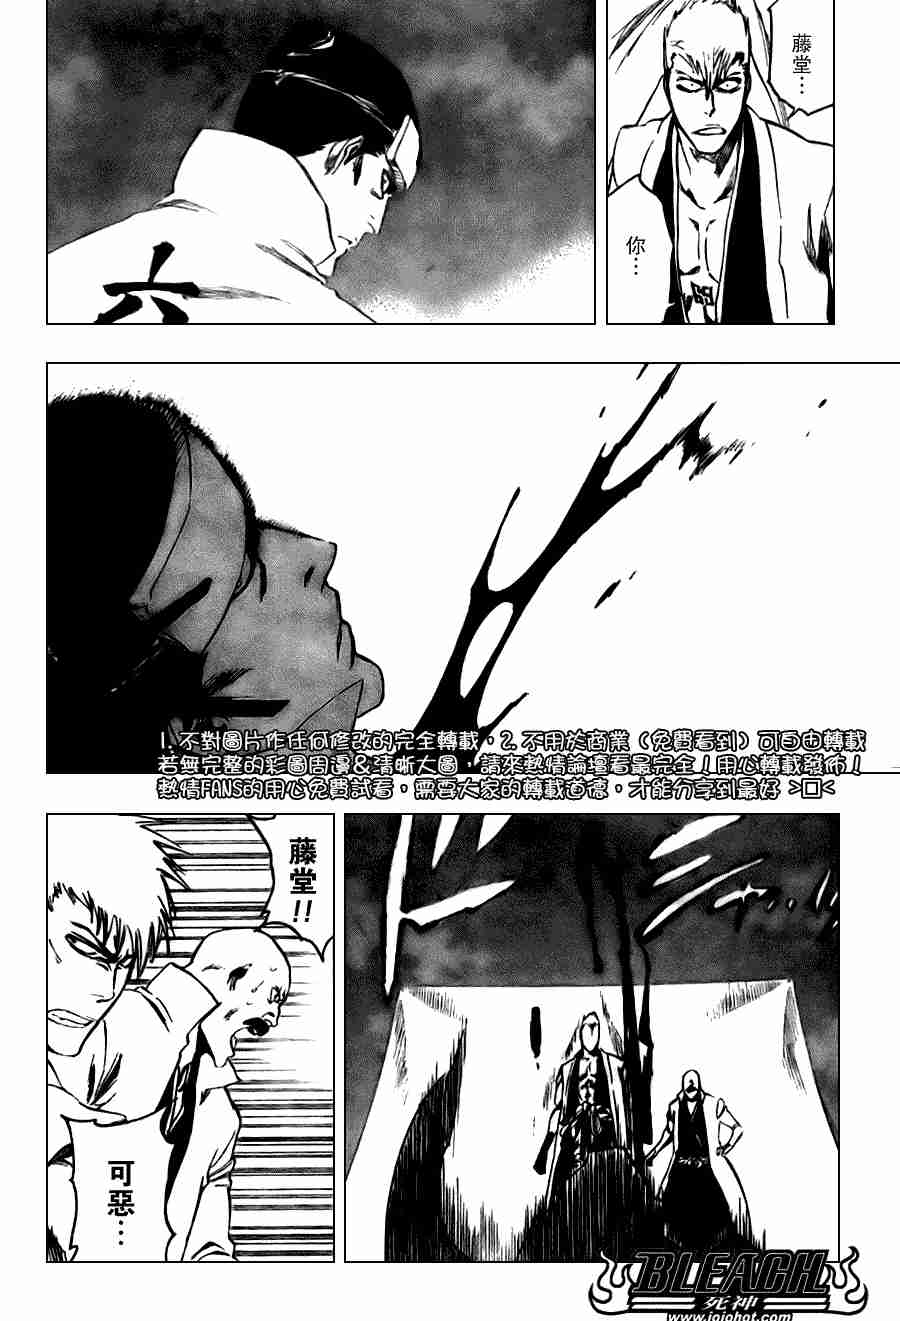 藤堂…
你…
六
69
1. 不對圖片作任何修改的完全轉載，2. 不用於商業（免費看到）可自由轉載
若無完整的彩圖周邊&清晰大圖，請來熱情論壇看最完全！用心轉載發佈！
熱情FANS的用心免費試看，需要大家的轉載道德，才能分享到最好 >口<
藤堂!!
可惡…
BLEACH
死神
www.jojohot.com